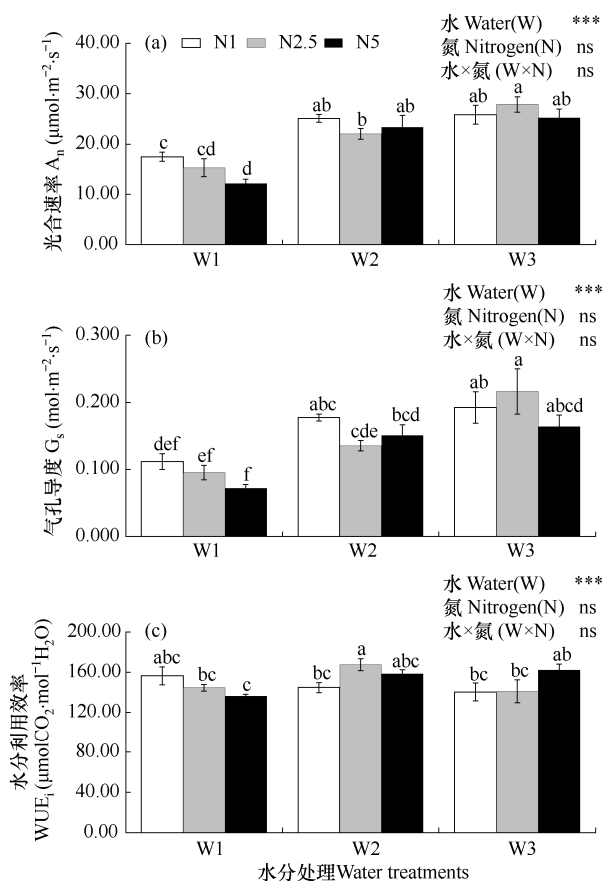 水 Water(W) ***
氮 Nitrogen(N) ns
水×氮 (W×N) ns
(a) N1 N2.5 N5
光合速率 Aₙ (μmol·m⁻²·s⁻¹)
40.00
30.00
20.00
10.00
0.00
c cd d ab b ab ab a ab
W1 W2 W3
水 Water(W) ***
氮 Nitrogen(N) ns
水×氮 (W×N) ns
(b)
气孔导度 Gₛ (mol·m⁻²·s⁻¹)
0.300
0.200
0.100
0.000
def ef f abc cde bcd ab a abcd
W1 W2 W3
水 Water(W) ***
氮 Nitrogen(N) ns
水×氮 (W×N) ns
(c)
水分利用效率
WUEᵢ (μmolCO₂·mol⁻¹H₂O)
200.00
160.00
120.00
80.00
40.00
0.00
abc bc c bc a abc bc bc ab
W1 W2 W3
水分处理Water treatments